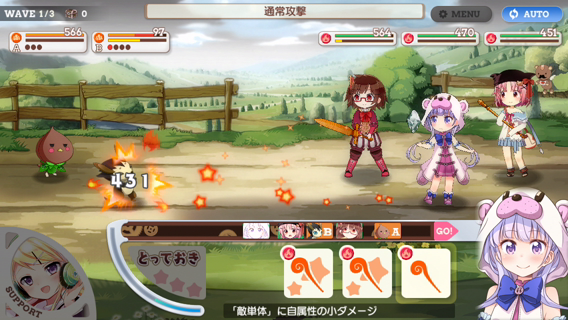 WAVE 1/3 0
通常攻撃
MENU
AUTO
566
A
97
B
564
470
451
431
B
A
GO!
とっておき
SUPPORT
「敵単体」に自属性の小ダメージ